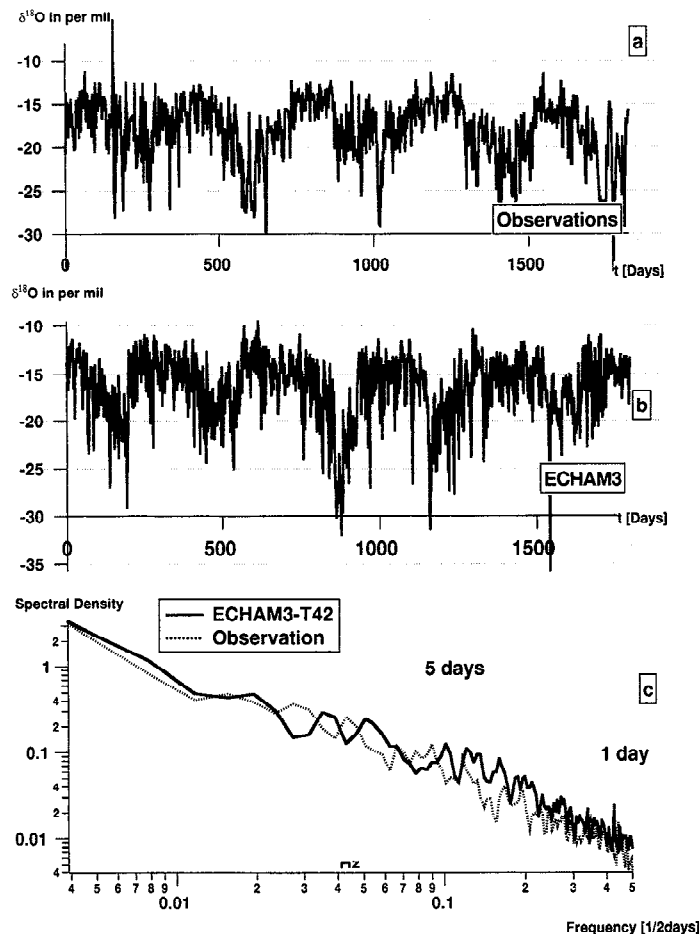 δ¹⁸O in per mil
a
-10
-15
-20
-25
-30
Observations
0 500 1000 1500 t [Days]
δ¹⁸O in per mil
-10
-15
-20
-25
-30
-35
b
ECHAM3
t [Days]
0 500 1000 1500
Spectral Density
ECHAM3-T42
Observation
5 days
c
1 day
2
1
4
2
0.1
4
2
0.01
4
4 5 6 7 8 9 2 3 4 5 6 7 8 9 2 3 4 5
0.01 0.1
Frequency [1/2days]